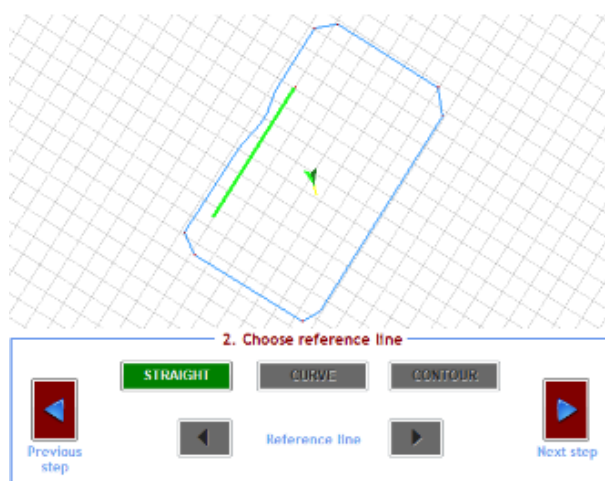 2. Choose reference line
STRAIGHT
CURVE
CONTOUR
Previous
step
Reference line
Next step